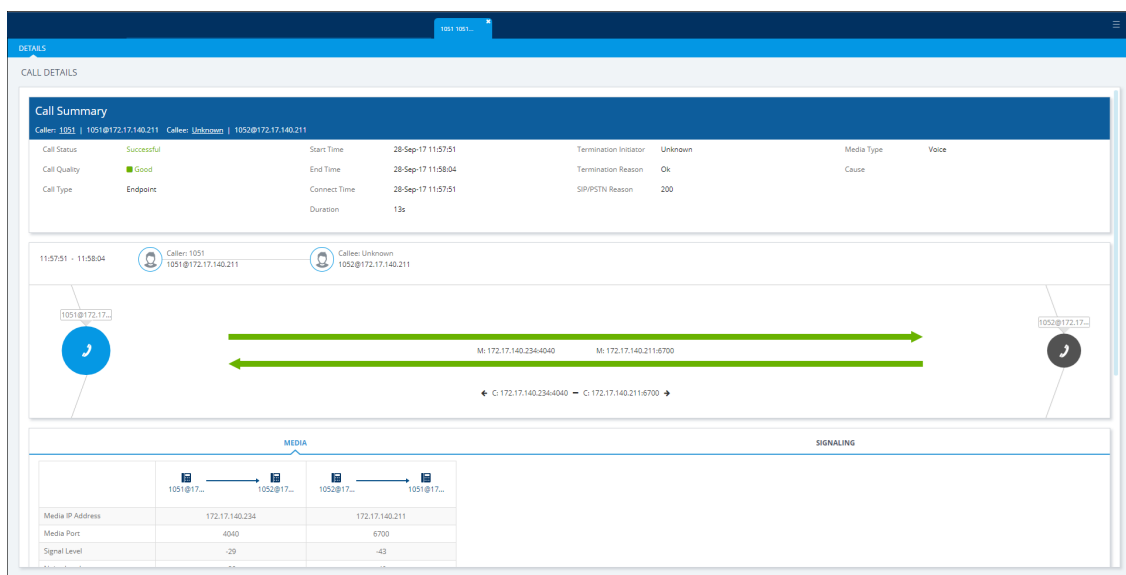 1051 1051...
DETAILS
CALL DETAILS
Call Summary
Caller: 1051 | 1051@172.17.140.211 Callee: Unknown | 1052@172.17.140.211
Call Status Successful Start Time 28-Sep-17 11:57:51 Termination Initiator Unknown Media Type Voice
Call Quality Good End Time 28-Sep-17 11:58:04 Termination Reason Ok Cause
Call Type Endpoint Connect Time 28-Sep-17 11:57:51 SIP/PSTN Reason 200
Duration 13s
11:57:51 - 11:58:04
Caller: 1051
1051@172.17.140.211
Callee: Unknown
1052@172.17.140.211
1051@172.17...
1052@172.17...
M: 172.17.140.234:4040 M: 172.17.140.211:6700
C: 172.17.140.234:4040 – C: 172.17.140.211:6700
MEDIA SIGNALING
1051@17... 1052@17... 1052@17... 1051@17...
Media IP Address 172.17.140.234 172.17.140.211
Media Port 4040 6700
Signal Level -29 -43